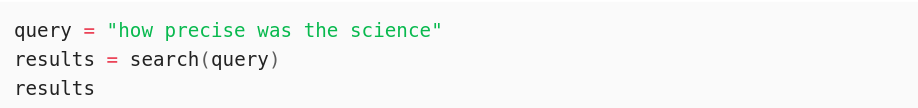 query = "how precise was the science"
results = search(query)
results